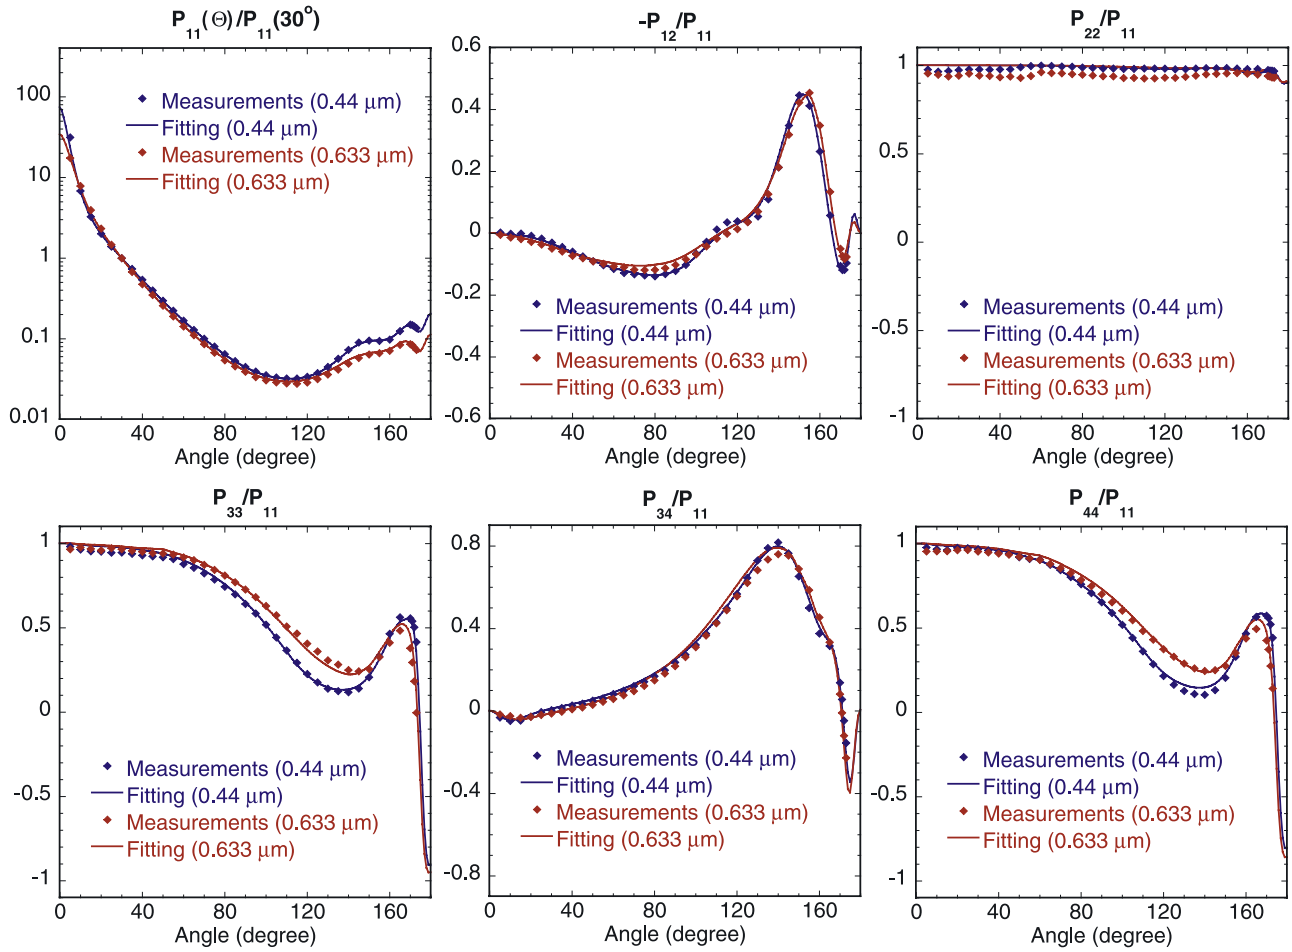 P11(Θ)/P11(30°)
100
10
1
0.1
0.01
0 40 80 120 160
Angle (degree)
Measurements (0.44 μm)
Fitting (0.44 μm)
Measurements (0.633 μm)
Fitting (0.633 μm)
-P12/P11
0.6
0.4
0.2
0
-0.2
-0.4
-0.6
0 40 80 120 160
Angle (degree)
Measurements (0.44 μm)
Fitting (0.44 μm)
Measurements (0.633 μm)
Fitting (0.633 μm)
P22/P11
1
0.5
0
-0.5
-1
0 40 80 120 160
Angle (degree)
Measurements (0.44 μm)
Fitting (0.44 μm)
Measurements (0.633 μm)
Fitting (0.633 μm)
P33/P11
1
0.5
0
-0.5
-1
0 40 80 120 160
Angle (degree)
Measurements (0.44 μm)
Fitting (0.44 μm)
Measurements (0.633 μm)
Fitting (0.633 μm)
P34/P11
0.8
0.4
0
-0.4
-0.8
0 40 80 120 160
Angle (degree)
Measurements (0.44 μm)
Fitting (0.44 μm)
Measurements (0.633 μm)
Fitting (0.633 μm)
P44/P11
1
0.5
0
-0.5
-1
0 40 80 120 160
Angle (degree)
Measurements (0.44 μm)
Fitting (0.44 μm)
Measurements (0.633 μm)
Fitting (0.633 μm)